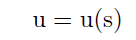 u = u(s)